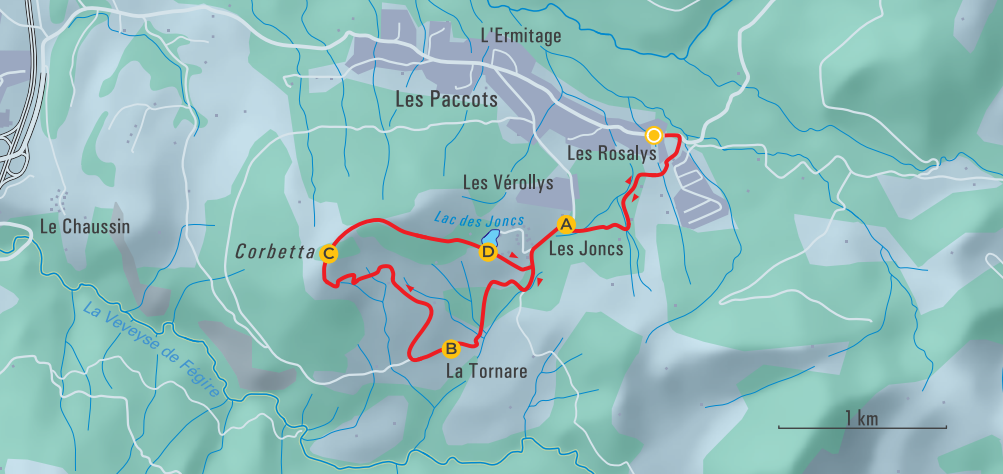 L'Ermitage
Les Paccots
Les Rosalys
Les Vérollys
Lac des Joncs
A
Le Chaussin
Corbetta C
D
Les Joncs
La Veveyse de Fégire
B
La Tornare
1 km